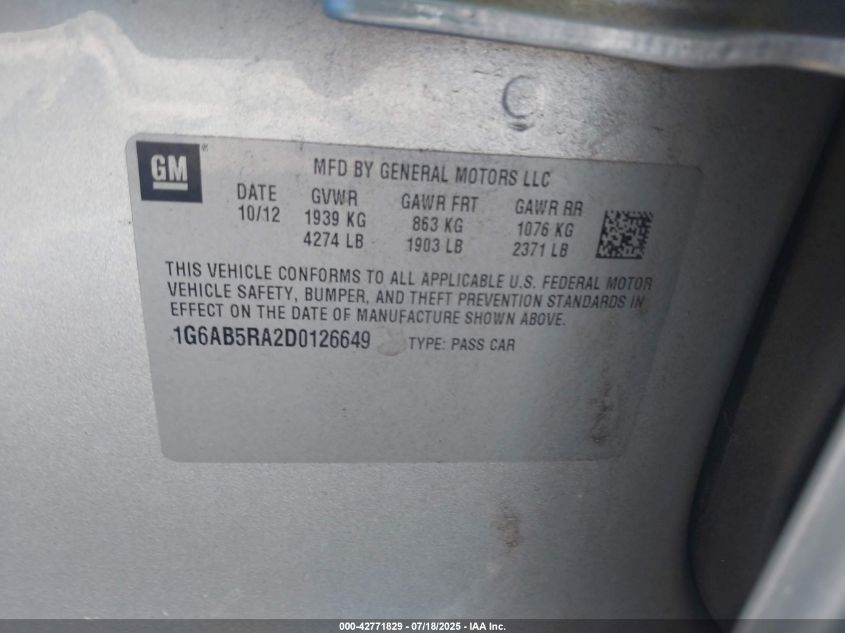 GM
MFD BY GENERAL MOTORS LLC
DATE GVWR GAWR FRT GAWR RR
10/12 1939 KG 863 KG 1076 KG
4274 LB 1903 LB 2371 LB
THIS VEHICLE CONFORMS TO ALL APPLICABLE U.S. FEDERAL MOTOR
VEHICLE SAFETY, BUMPER, AND THEFT PREVENTION STANDARDS IN
EFFECT ON THE DATE OF MANUFACTURE SHOWN ABOVE.
1G6AB5RA2D0126649 TYPE: PASS CAR
000-42771829 - 07/18/2025 - IAA Inc.